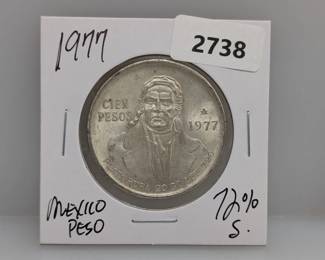 1977
2738
CIEN
PESOS
1977
MEXICO
PESO
72%
S.